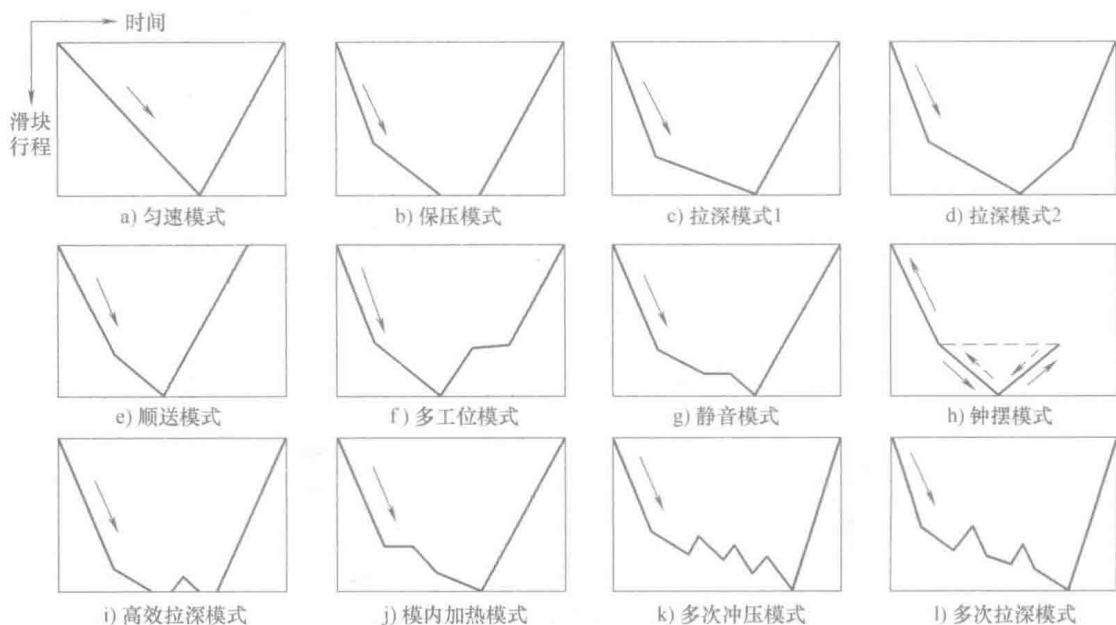 时间
滑块
行程
a) 匀速模式
b) 保压模式
c) 拉深模式1
d) 拉深模式2
e) 顺送模式
f) 多工位模式
g) 静音模式
h) 钟摆模式
i) 高效拉深模式
j) 模内加热模式
k) 多次冲压模式
l) 多次拉深模式